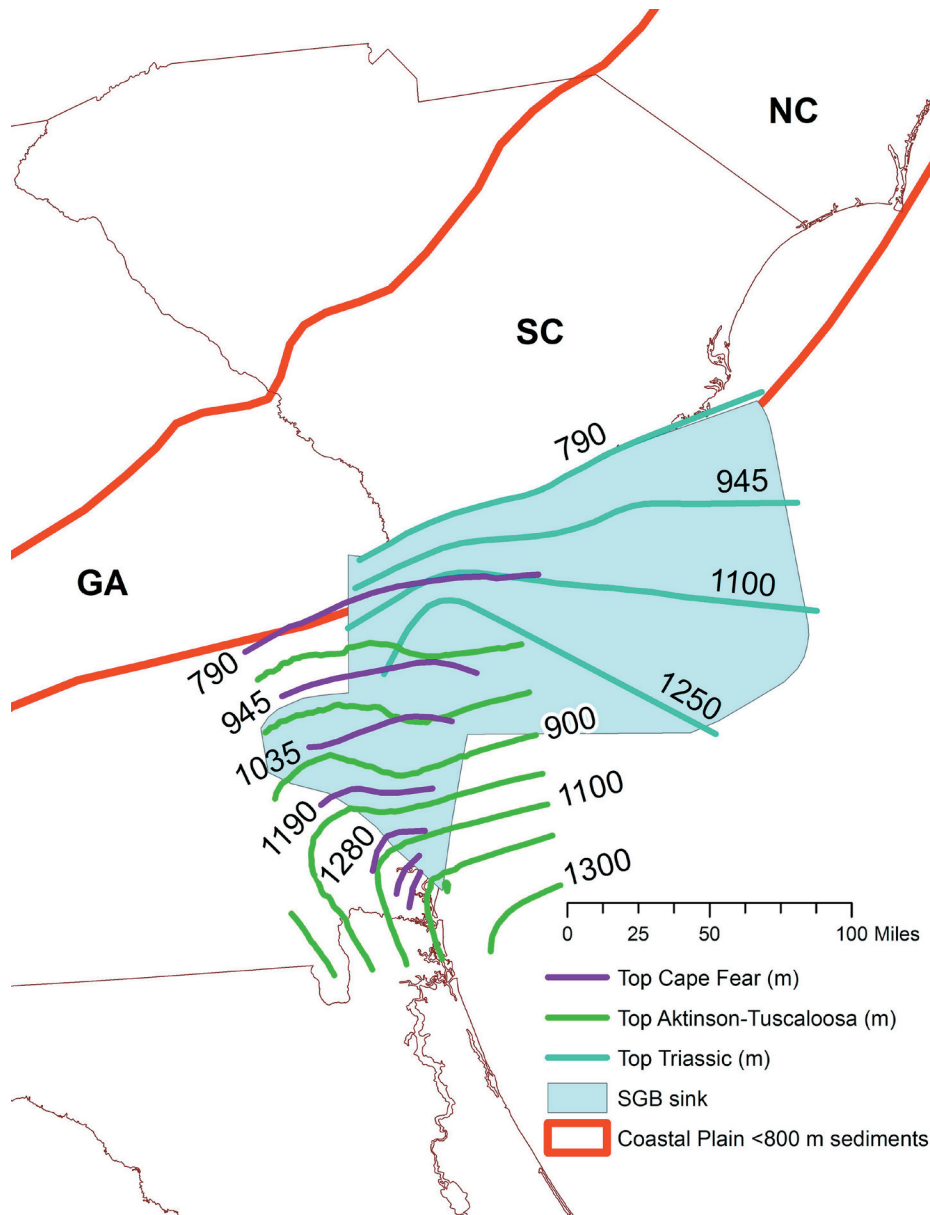 NC
SC
GA
790
945
1100
1250
790
945
1035
900
1190
1100
1280
1300
0 25 50 100 Miles
Top Cape Fear (m)
Top Aktinson-Tuscaloosa (m)
Top Triassic (m)
SGB sink
Coastal Plain <800 m sediments